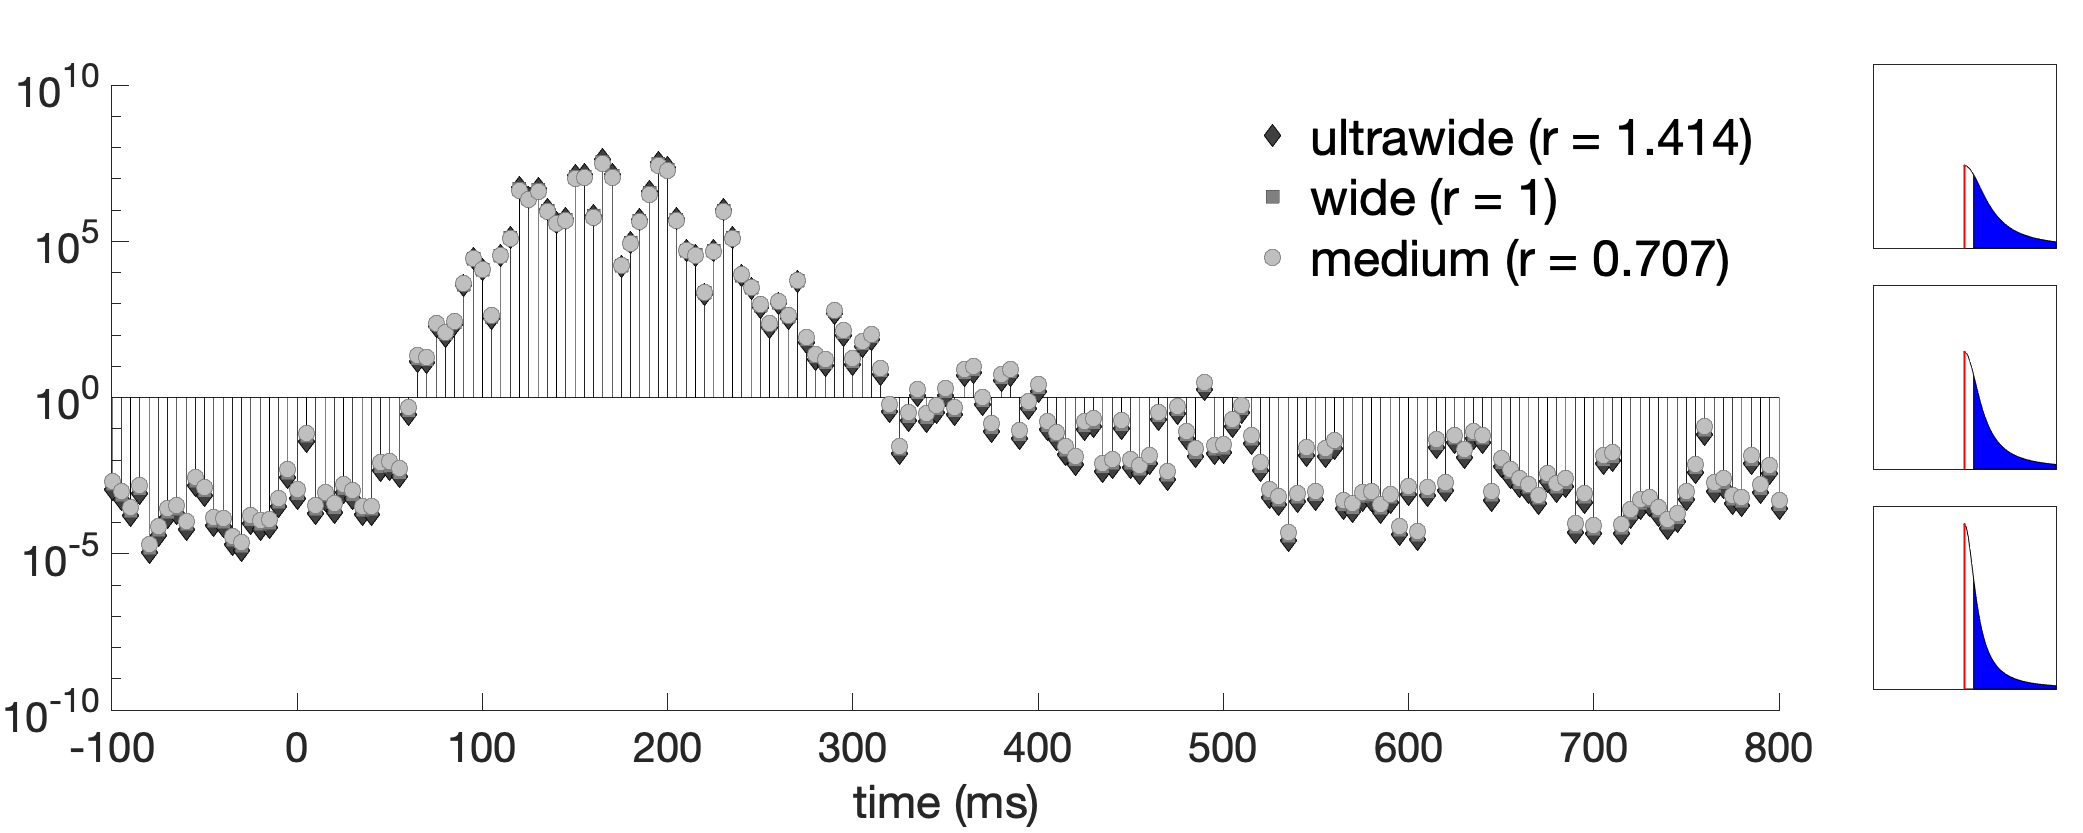 10^10
10^5
10^0
10^-5
10^-10
ultrawide (r = 1.414)
wide (r = 1)
medium (r = 0.707)
-100 0 100 200 300 400 500 600 700 800
time (ms)